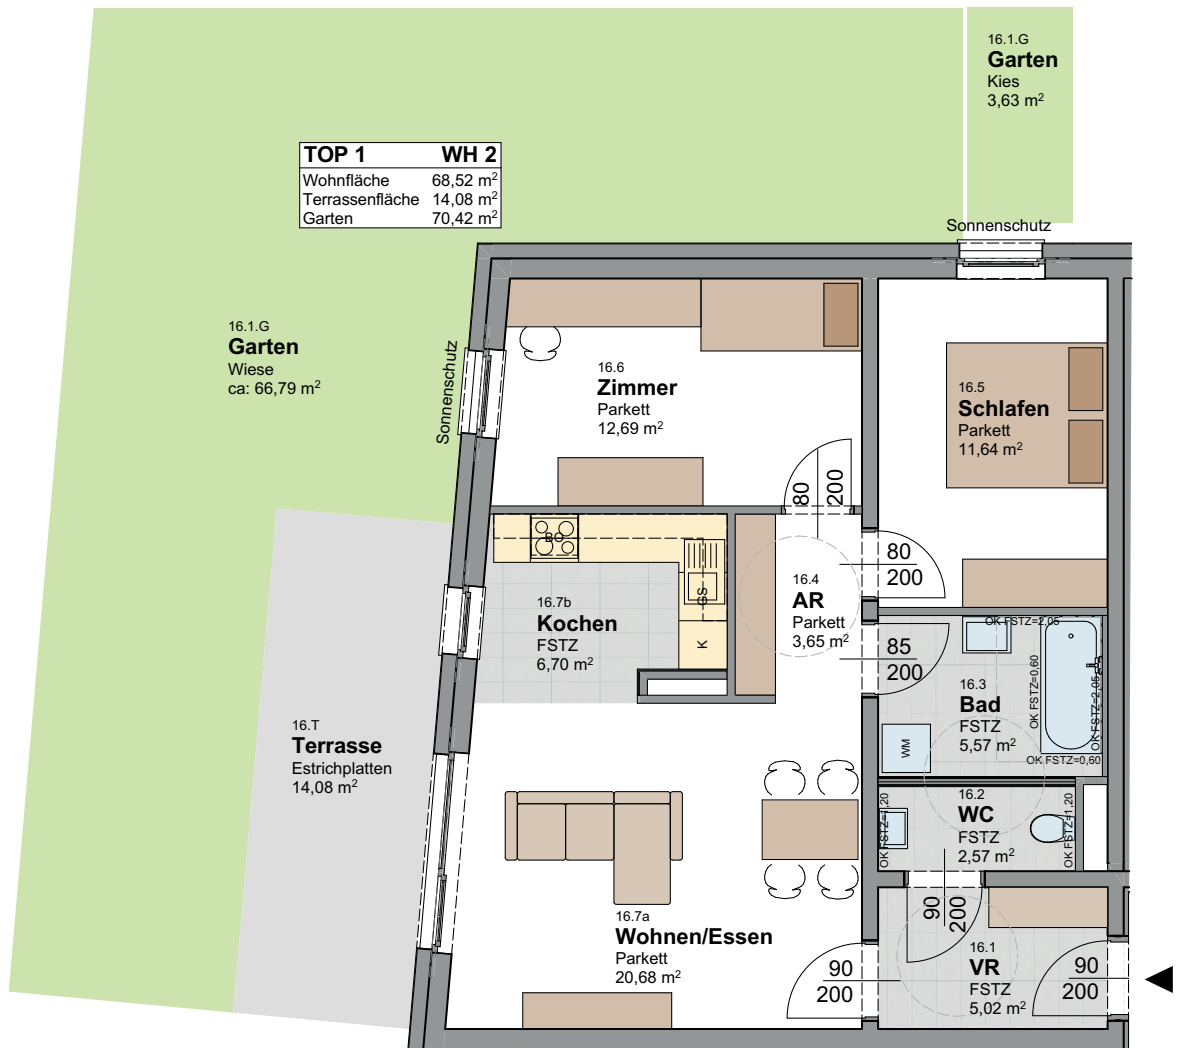 16.1.G
Garten
Kies
3,63 m²
TOP 1 WH 2
Wohnfläche 68,52 m²
Terrassenfläche 14,08 m²
Garten 70,42 m²
Sonnenschutz
16.1.G
Garten
Wiese
ca: 66,79 m²
Sonnenschutz
16.6
Zimmer
Parkett
12,69 m²
16.5
Schlafen
Parkett
11,64 m²
80
200
BO
GS
K
16.7b
Kochen
FSTZ
6,70 m²
16.4
AR
Parkett
3,65 m²
80
200
85
200
OK FSTZ=2,05
OK FSTZ=0,60
OK FSTZ=2,05
OK FSTZ=0,60
16.3
Bad
FSTZ
5,57 m²
WM
16.T
Terrasse
Estrichplatten
14,08 m²
16.2
WC
FSTZ
2,57 m²
OK FSTZ=1,20
OK FSTZ=1,20
90
200
16.7a
Wohnen/Essen
Parkett
20,68 m²
90
200
16.1
VR
FSTZ
5,02 m²
90
200